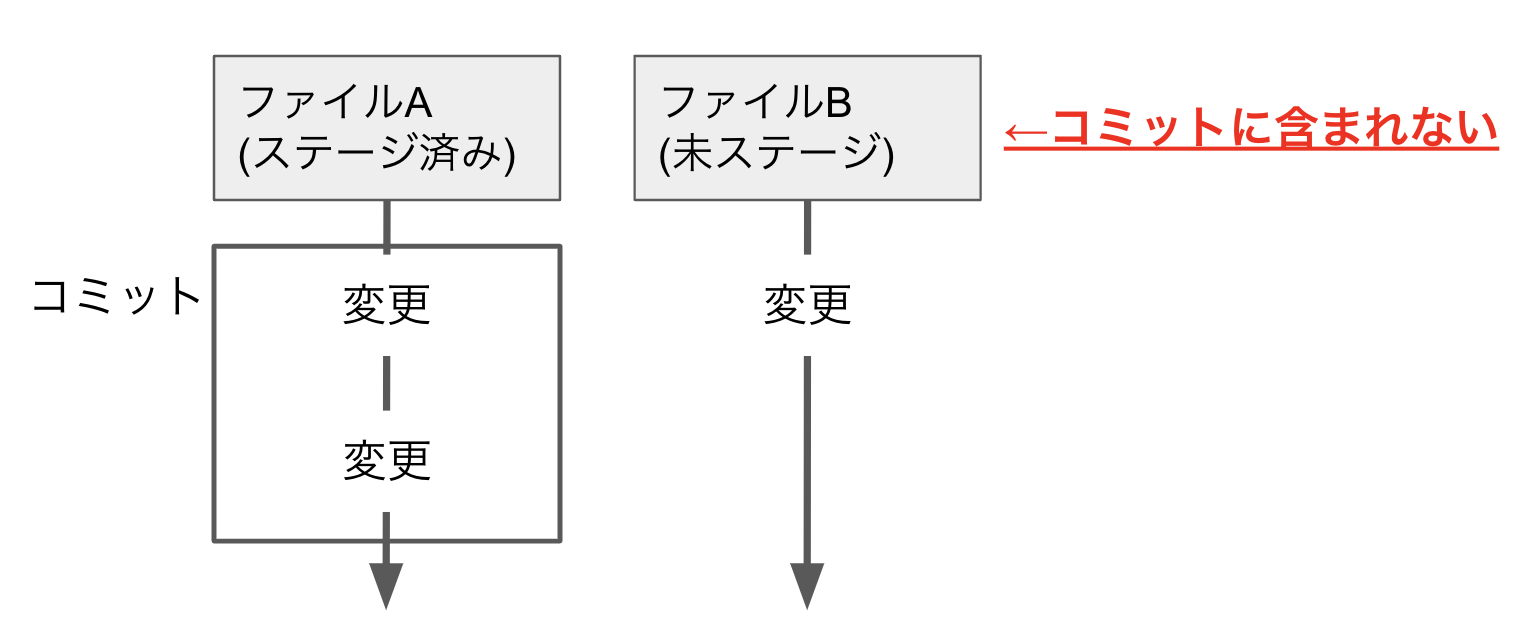 ファイルA
(ステージ済み)
ファイルB
(未ステージ)
←コミットに含まれない
コミット
変更
変更
変更